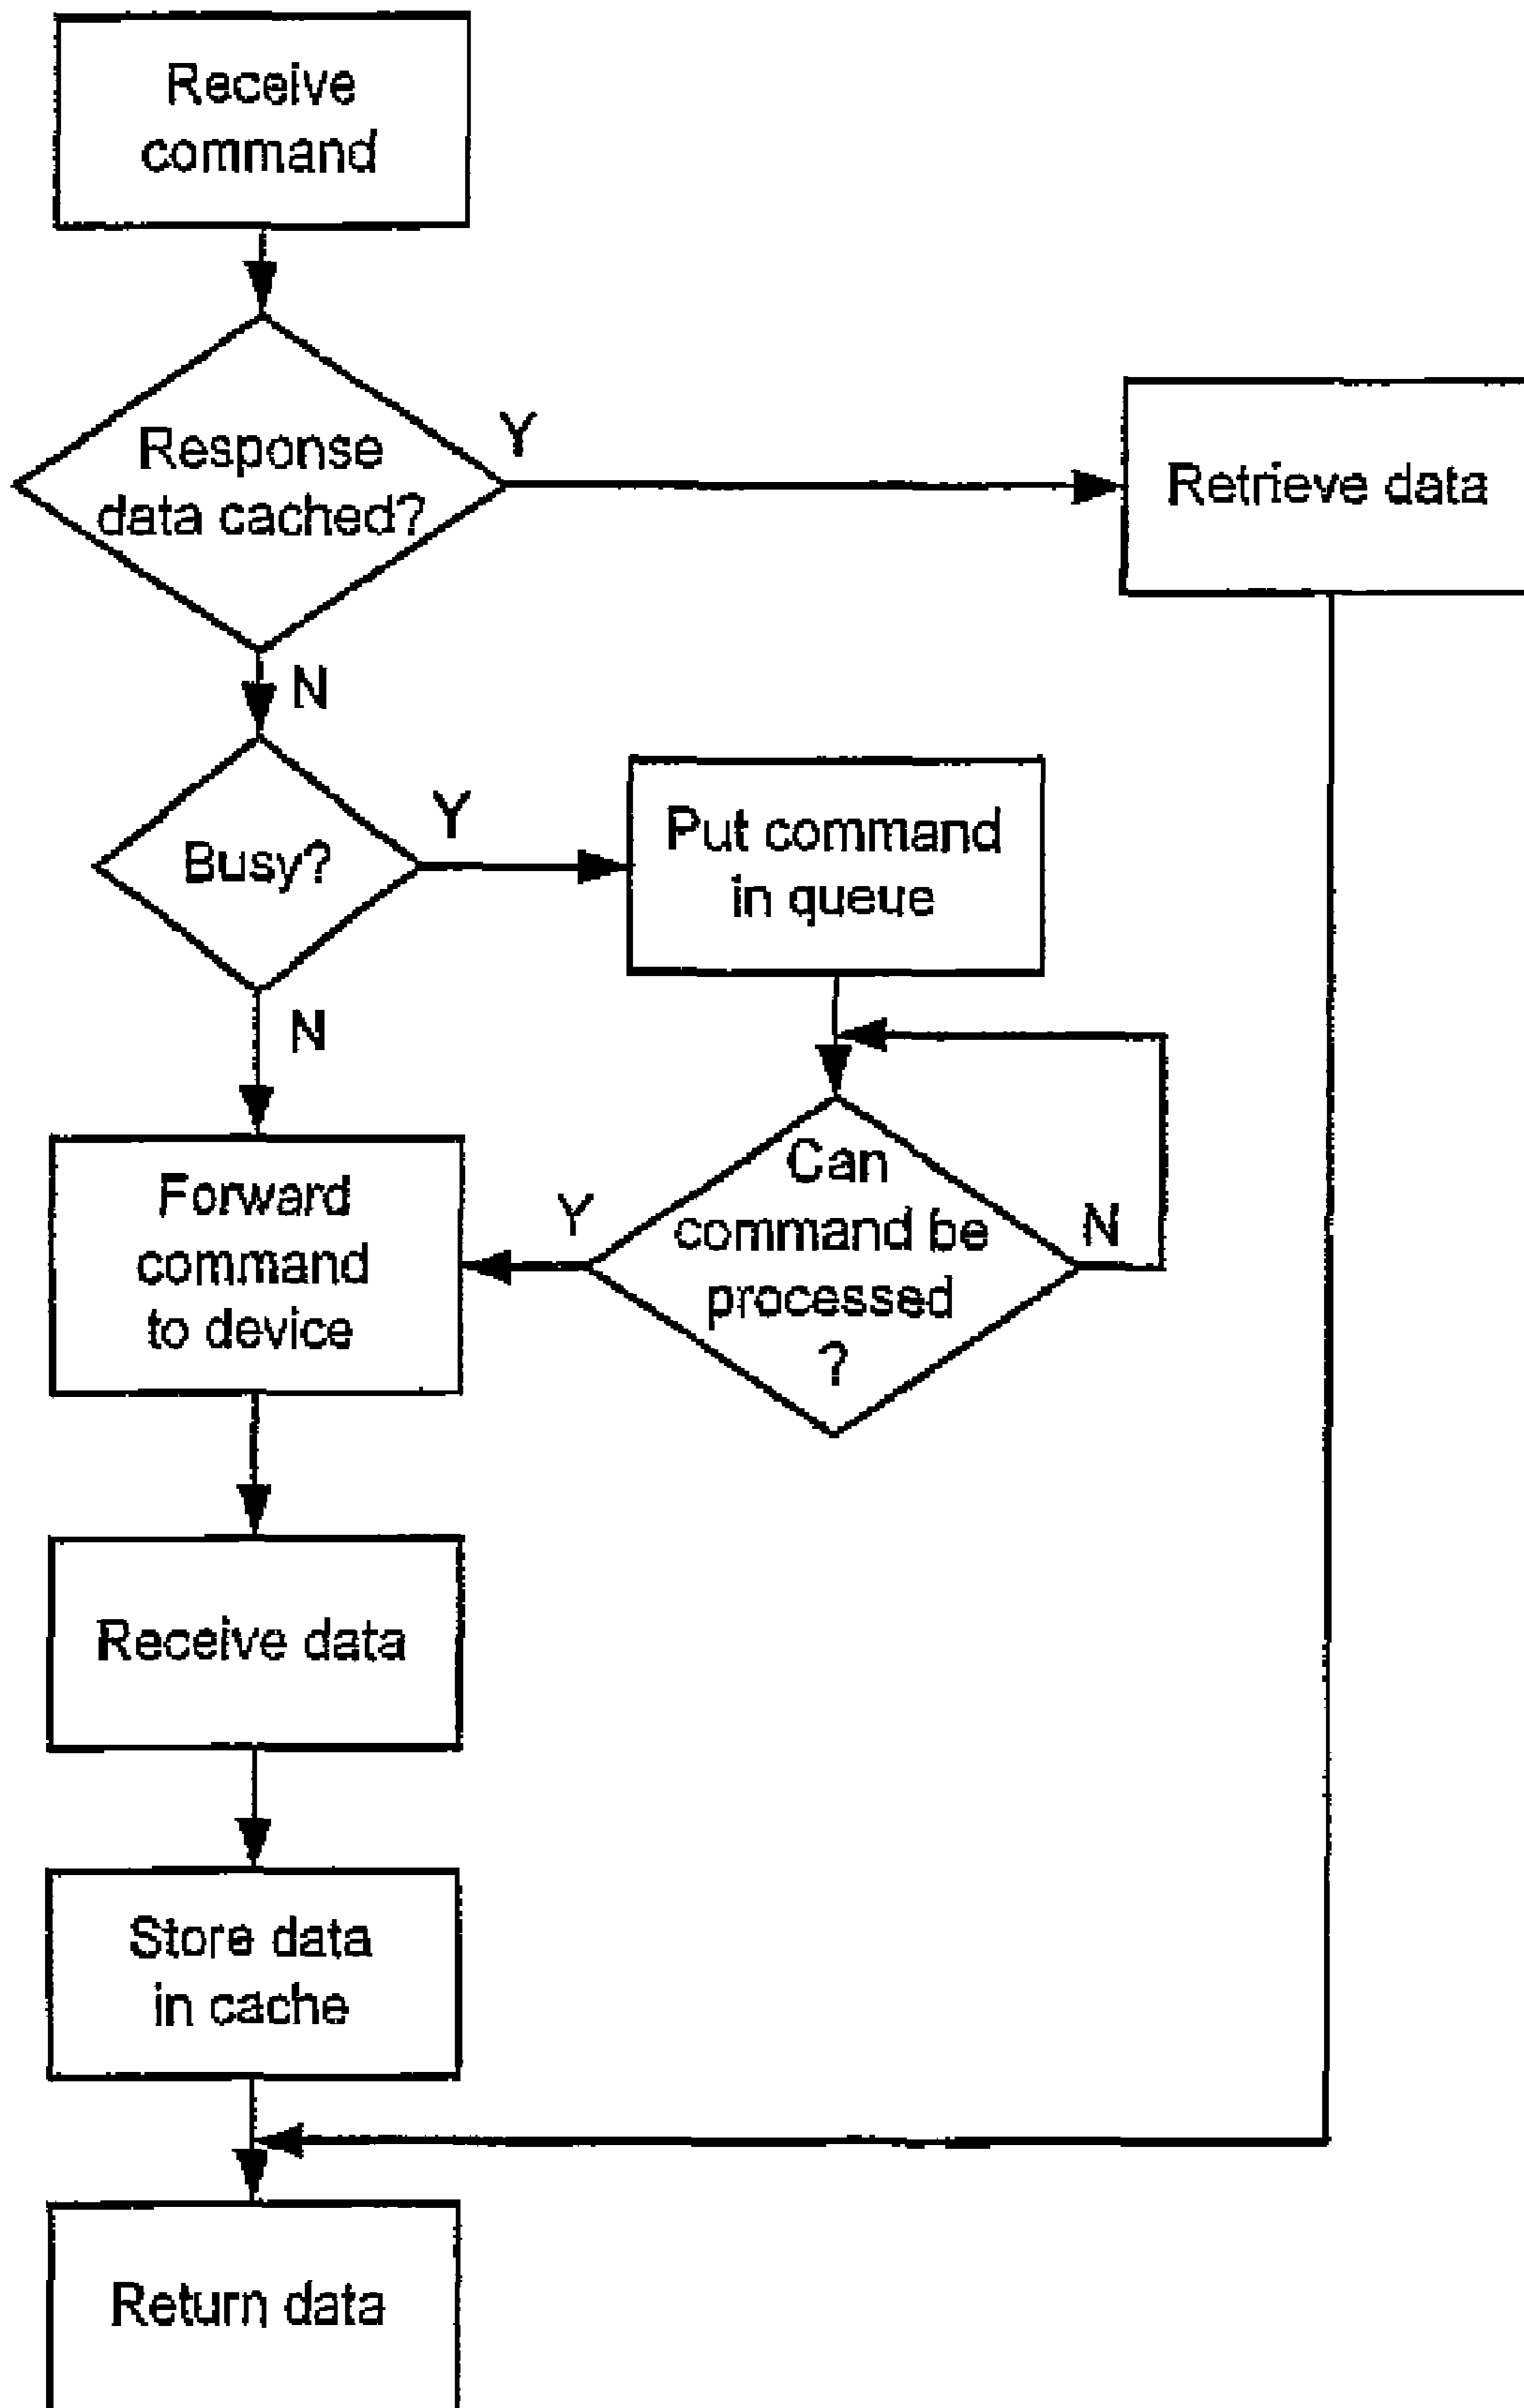 Receive
command
Response
data cached?
Y
Retrieve data
N
Busy?
Y
Put command
in queue
N
Forward
command
to device
Y
Can
command be
processed
?
N
Receive data
Store data
in cache
Return data